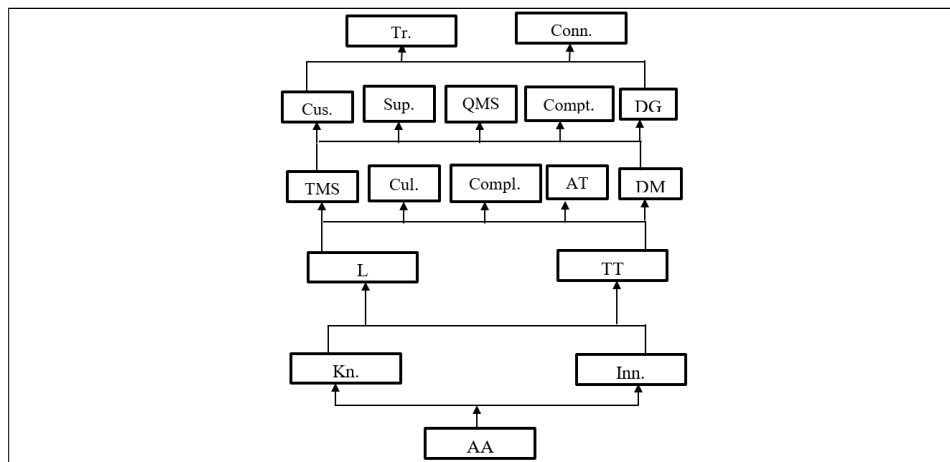 Tr.
Conn.
Cus.
Sup.
QMS
Compt.
DG
TMS
Cul.
Compl.
AT
DM
L
TT
Kn.
Inn.
AA